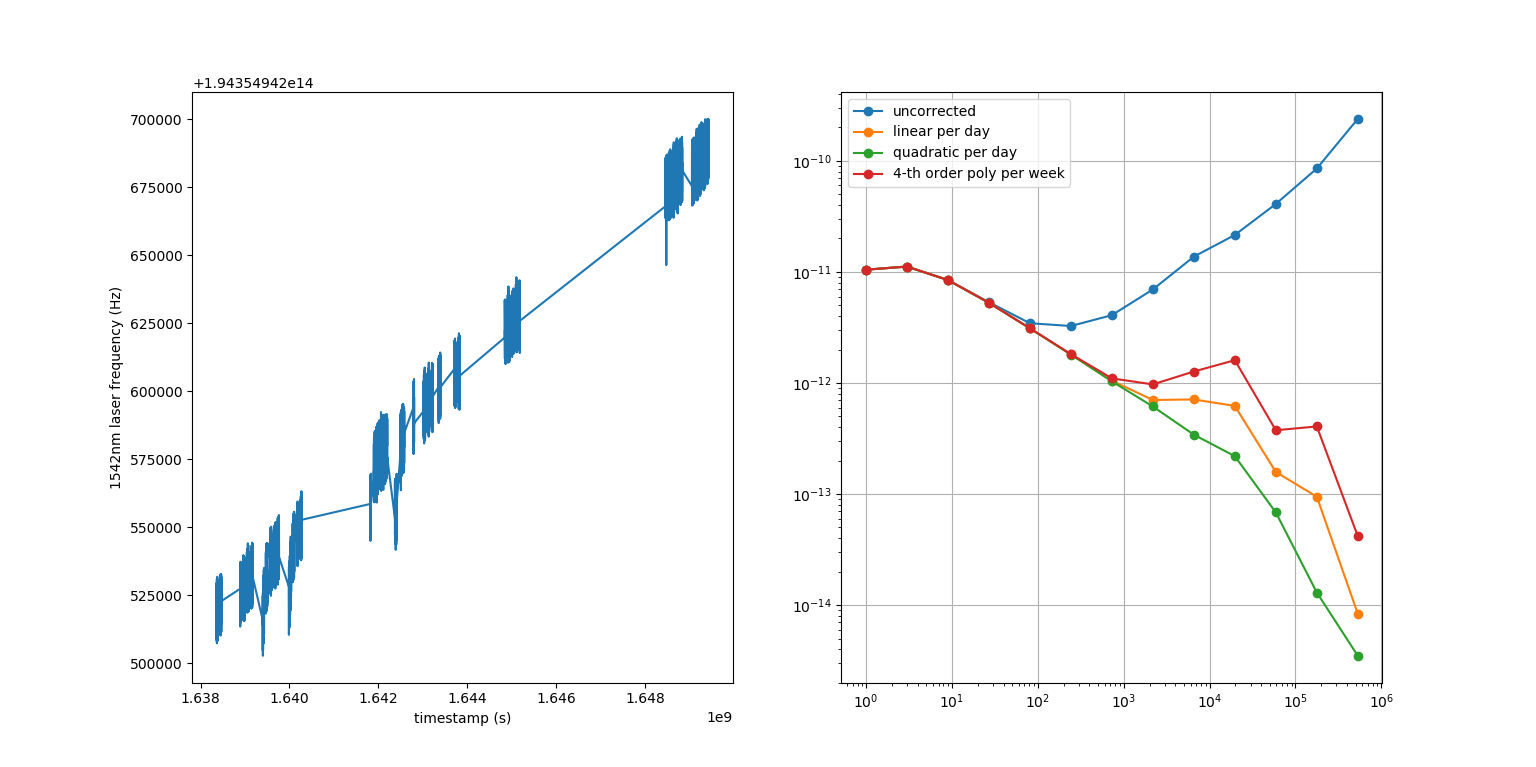 +1.94354942e14
700000
675000
650000
625000
600000
575000
550000
525000
500000
1542nm laser frequency (Hz)
1.638 1.640 1.642 1.644 1.646 1.648
1e9
timestamp (s)
uncorrected
linear per day
quadratic per day
4-th order poly per week
10⁻¹⁰
10⁻¹¹
10⁻¹²
10⁻¹³
10⁻¹⁴
10⁰ 10¹ 10² 10³ 10⁴ 10⁵ 10⁶